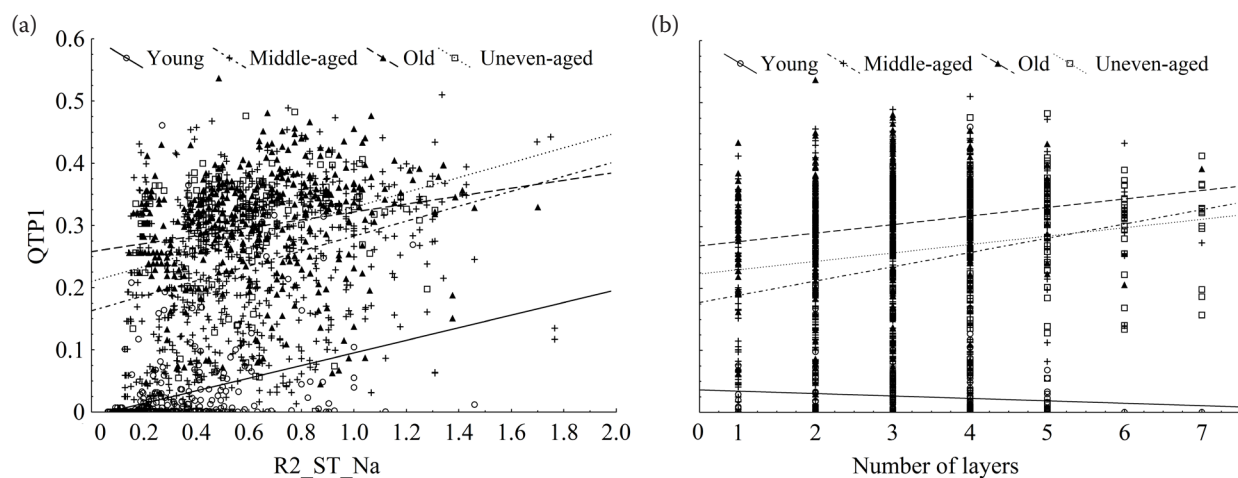 (a)
0.6
Young Middle-aged Old Uneven-aged
0.5
0.4
0.3
0.2
0.1
0
QTP1
0 0.2 0.4 0.6 0.8 1.0 1.2 1.4 1.6 1.8 2.0
R2_ST_Na
(b)
Young Middle-aged Old Uneven-aged
0 1 2 3 4 5 6 7
Number of layers